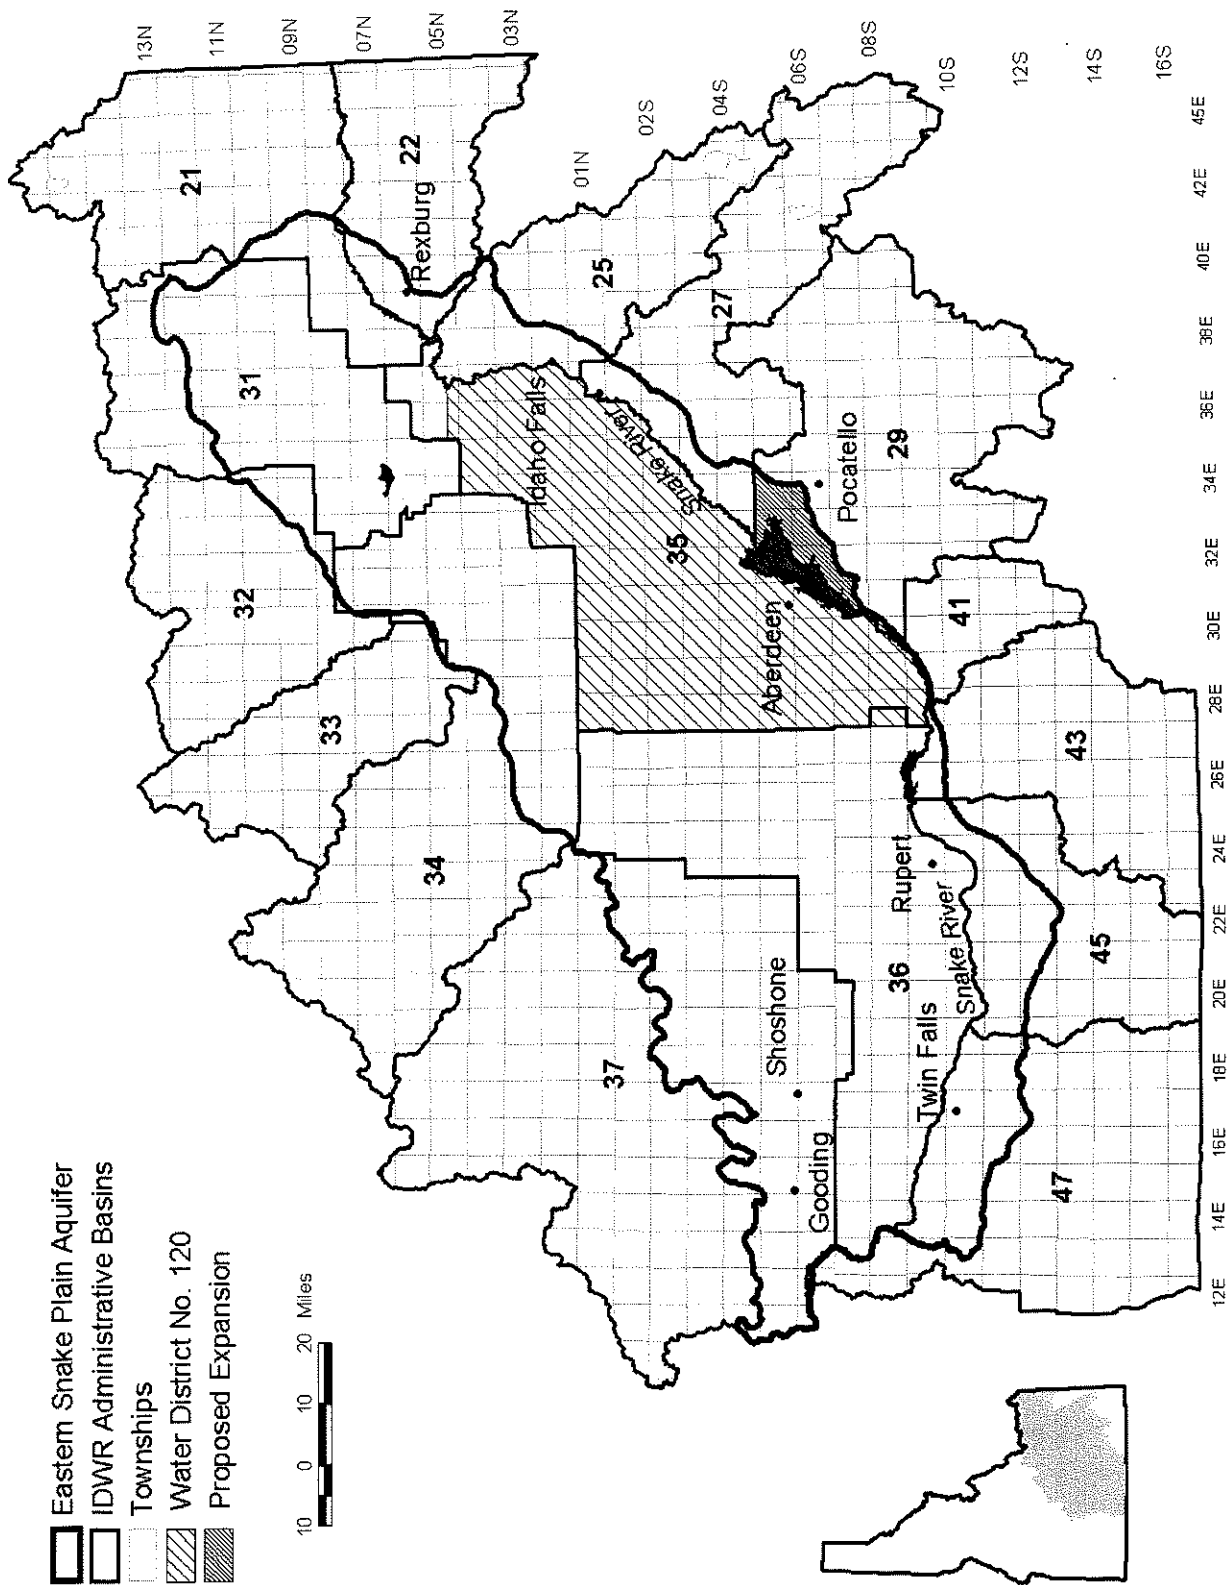 Eastern Snake Plain Aquifer
IDWR Administrative Basins
Townships
Water District No. 120
Proposed Expansion
10 0 10 20 Miles
13N
11N
09N
07N
05N
03N
01N
02S
04S
06S
08S
10S
12S
14S
16S
21
22
Rexburg
31
32
33
34
25
27
Idaho Falls
Snake River
35
Aberdeen
Pocatello
29
41
43
37
Shoshone
Gooding
36
Rupert
Snake River
Twin Falls
45
47
12E
14E
16E
18E
20E
22E
24E
26E
28E
30E
32E
34E
36E
38E
40E
42E
45E